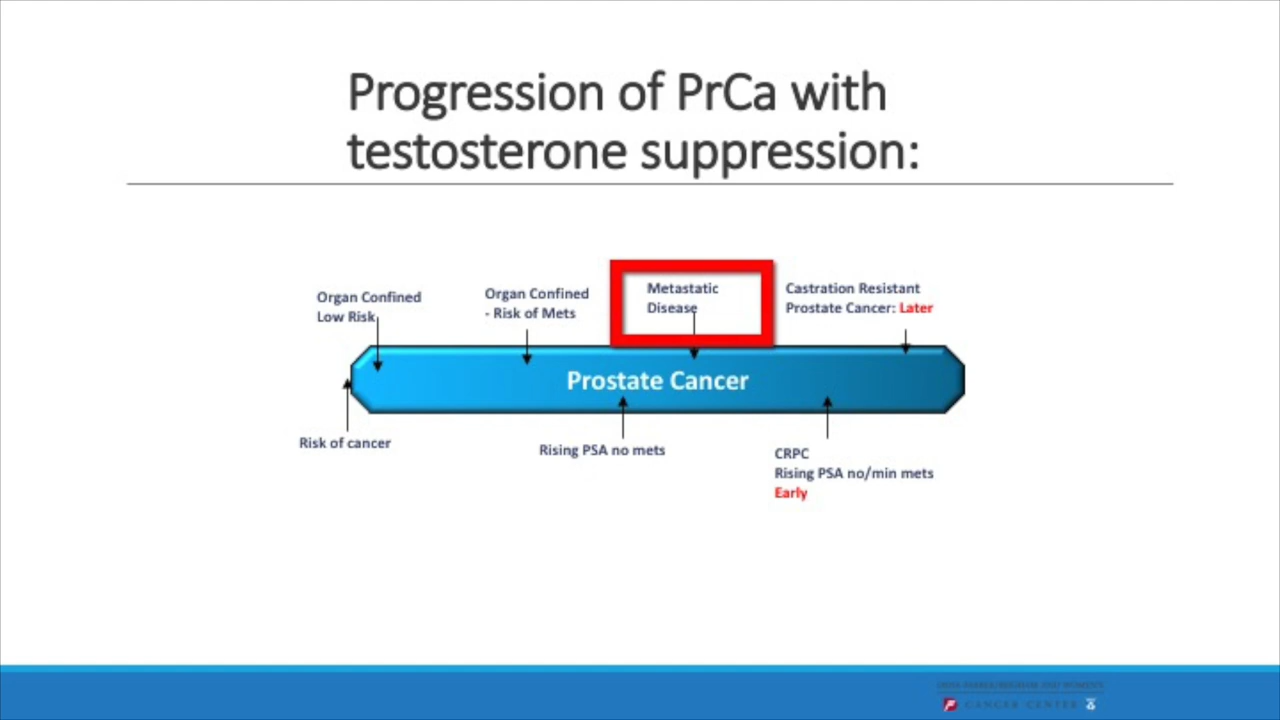 Progression of PrCa with
testosterone suppression:
Organ Confined
Low Risk
Organ Confined
- Risk of Mets
Metastatic
Disease
Castration Resistant
Prostate Cancer: Later
Prostate Cancer
Risk of cancer
Rising PSA no mets
CRPC
Rising PSA no/min mets
Early
CANCER CENTER